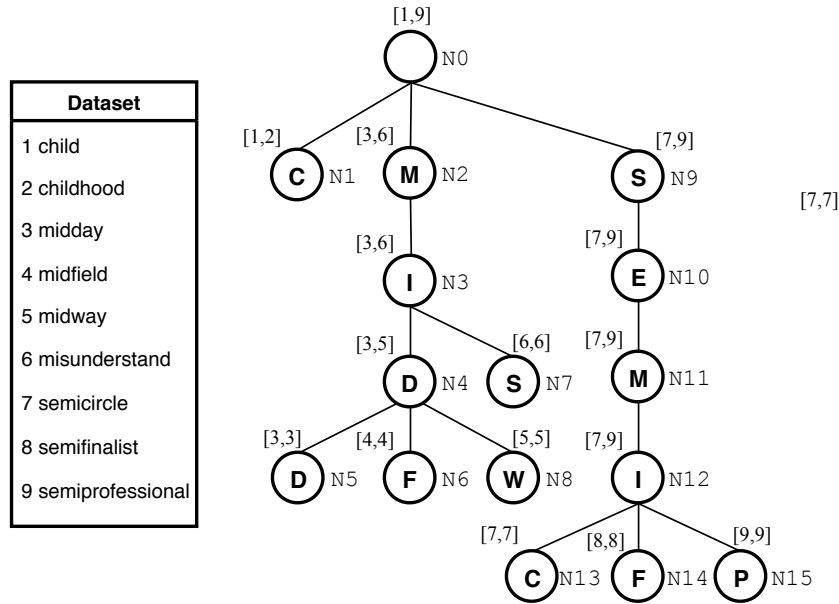 [1,9]
N0
Dataset
1 child
2 childhood
3 midday
4 midfield
5 midway
6 misunderstand
7 semicircle
8 semifinalist
9 semiprofessional
[1,2] [3,6] [7,9]
C N1 M N2 S N9
[7,7]
[3,6] [7,9]
I N3 E N10
[3,5] [6,6] [7,9]
D N4 S N7 M N11
[3,3] [4,4] [5,5] [7,9]
D N5 F N6 W N8 I N12
[7,7] [8,8] [9,9]
C N13 F N14 P N15